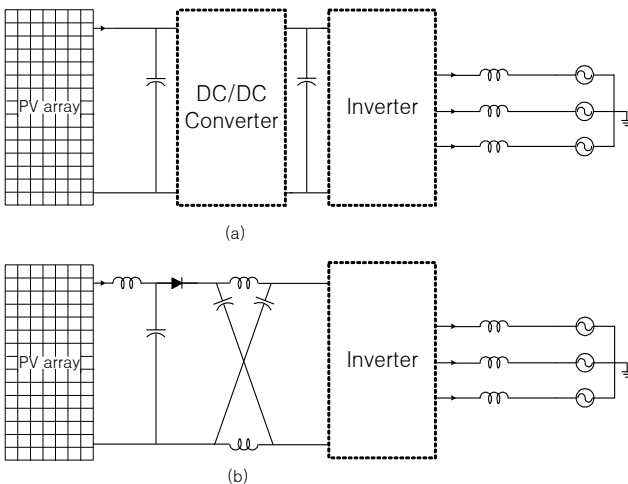 PV array
DC/DC
Converter
Inverter
(a)
PV array
Inverter
(b)